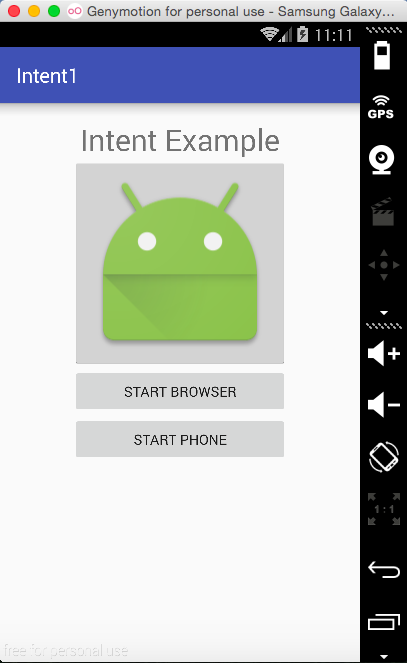 Genymotion for personal use - Samsung Galaxy...
11:11
Intent1
GPS
Intent Example
START BROWSER
START PHONE
1:1
free for personal use